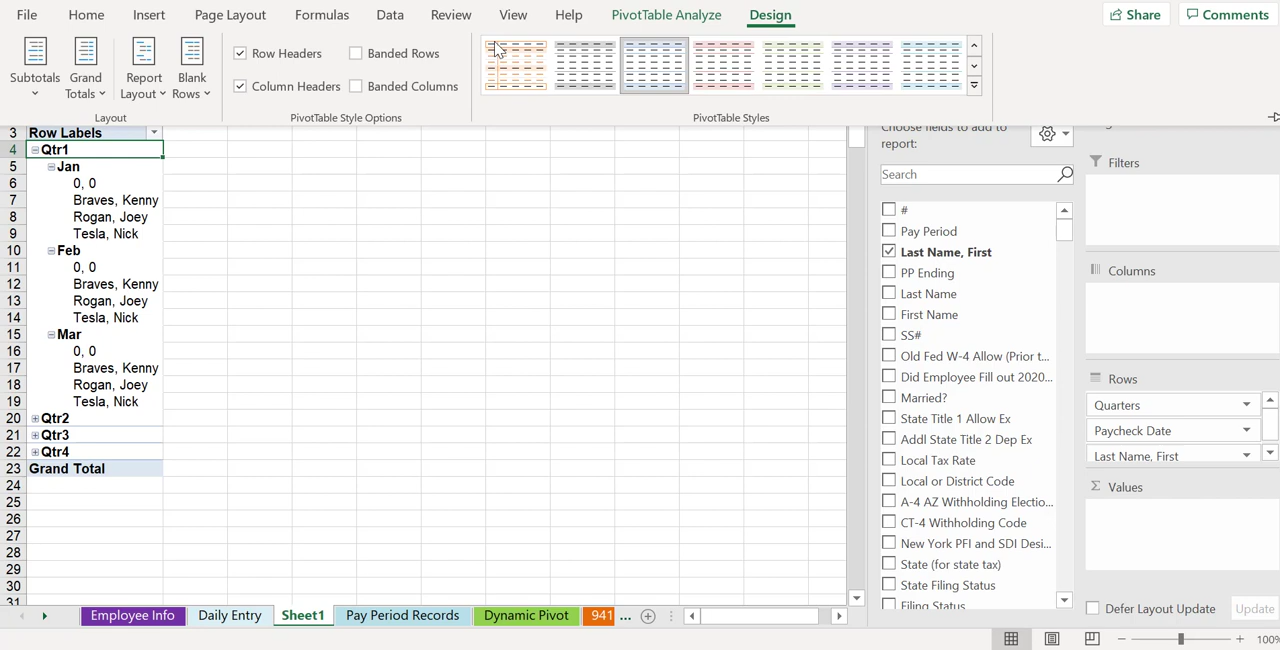 File Home Insert Page Layout Formulas Data Review View Help PivotTable Analyze Design Share Comments
Subtotals Grand Totals Report Layout Blank Rows
Row Headers Banded Rows
Column Headers Banded Columns
Layout PivotTable Style Options PivotTable Styles
3 Row Labels
4 Qtr1
5 Jan
6 0, 0
7 Braves, Kenny
8 Rogan, Joey
9 Tesla, Nick
10 Feb
11 0, 0
12 Braves, Kenny
13 Rogan, Joey
14 Tesla, Nick
15 Mar
16 0, 0
17 Braves, Kenny
18 Rogan, Joey
19 Tesla, Nick
20 Qtr2
21 Qtr3
22 Qtr4
23 Grand Total
24
25
26
27
28
29
30
31
Choose fields to add to
report:
Search
#
Pay Period
Last Name, First
PP Ending
Last Name
First Name
SS#
Old Fed W-4 Allow (Prior t...
Did Employee Fill out 2020...
Married?
State Title 1 Allow Ex
Addl State Title 2 Dep Ex
Local Tax Rate
Local or District Code
A-4 AZ Withholding Electio...
CT-4 Withholding Code
New York PFI and SDI Desi...
State (for state tax)
State Filing Status
Filing Status
Filters
Columns
Rows
Quarters
Paycheck Date
Last Name, First
Σ Values
Defer Layout Update Update
Employee Info Daily Entry Sheet1 Pay Period Records Dynamic Pivot 941 ...
100%